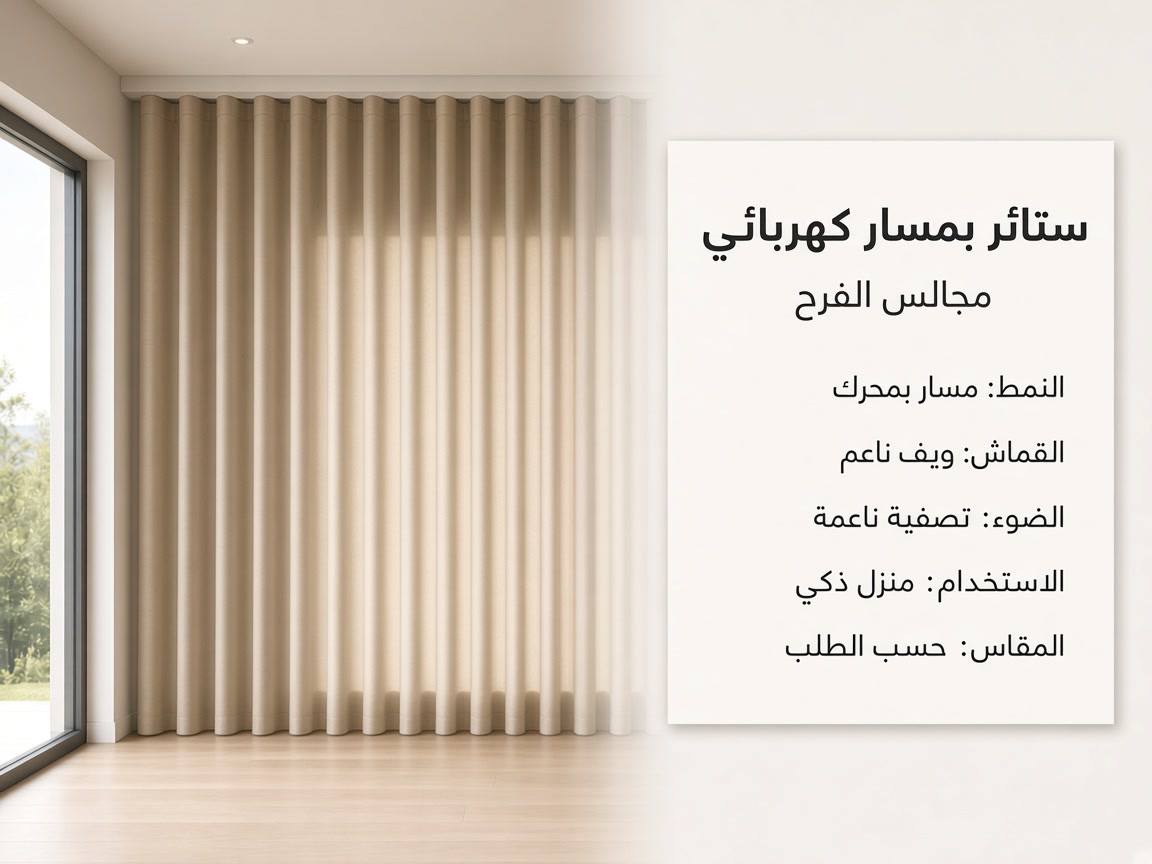 ستائر بمسار كهربائي
مجالس الفرح
النمط: مسار بمحرك
القماش: ويف ناعم
الضوء: تصفية ناعمة
الاستخدام: منزل ذكي
المقاس: حسب الطلب